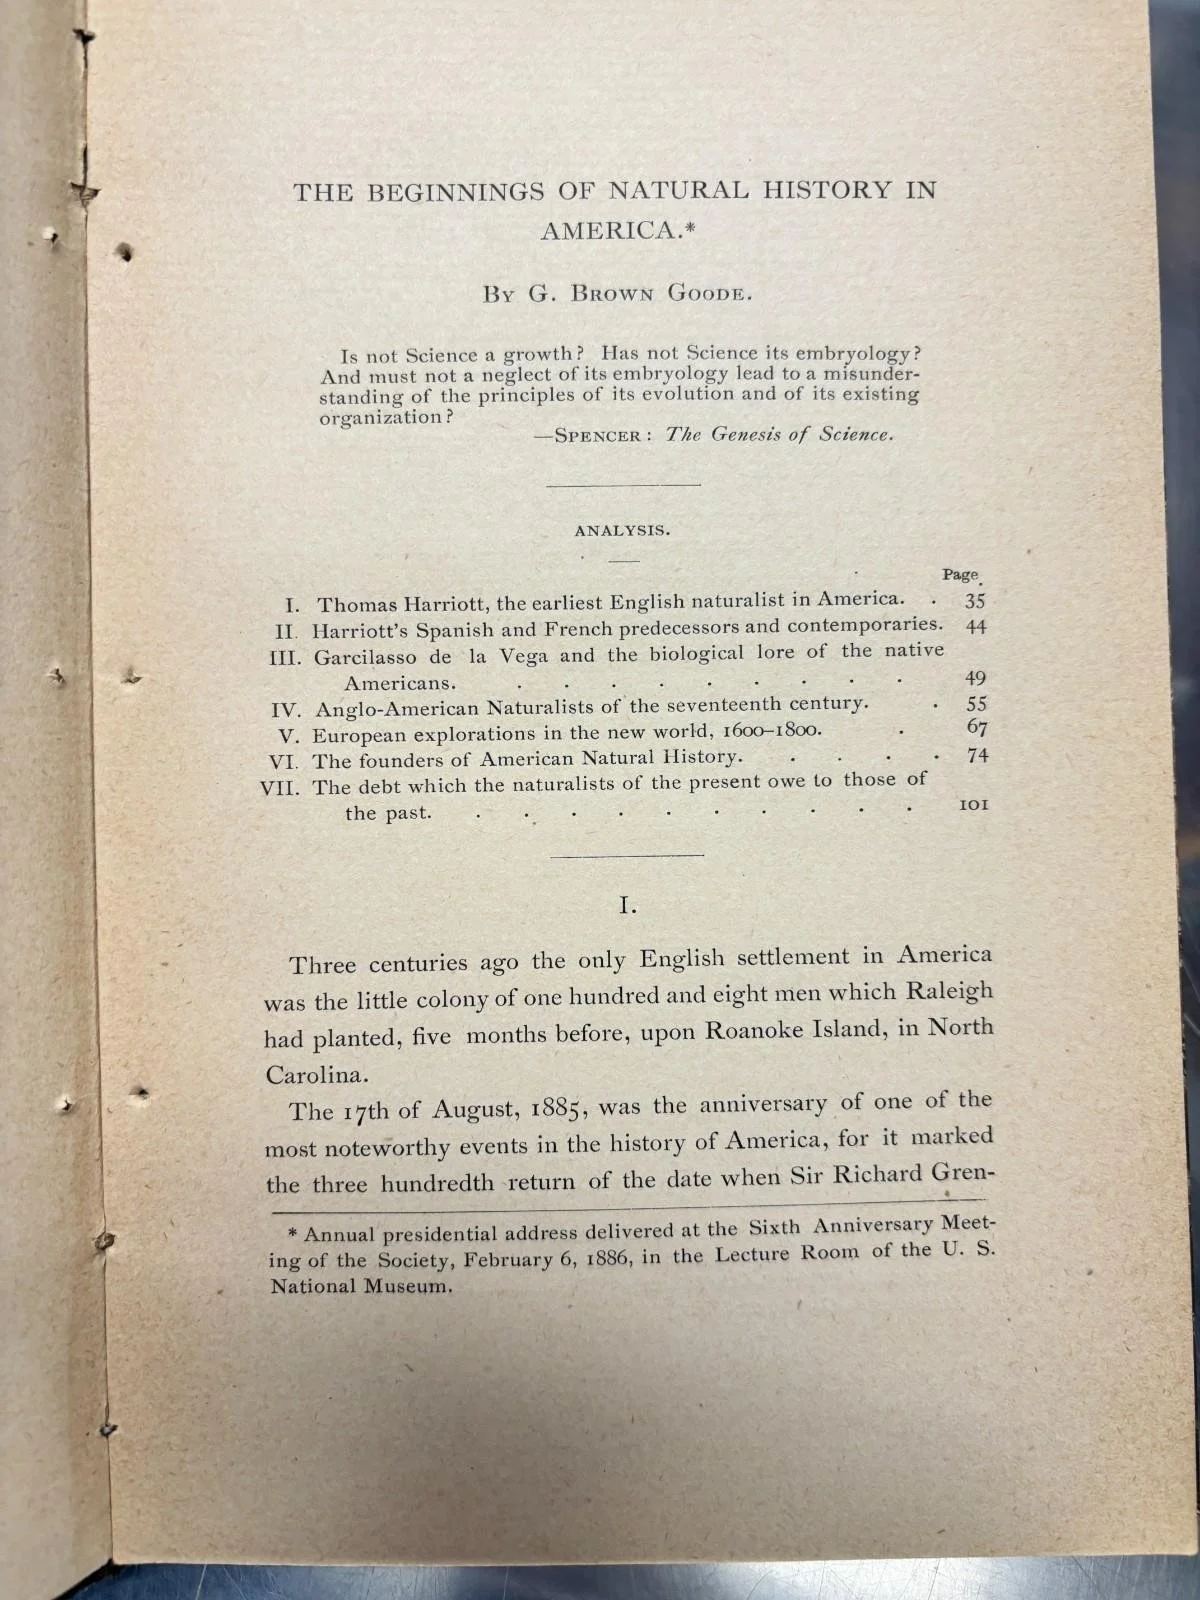 THE BEGINNINGS OF NATURAL HISTORY IN
AMERICA.*
By G. Brown Goode.
Is not Science a growth? Has not Science its embryology?
And must not a neglect of its embryology lead to a misunder-
standing of the principles of its evolution and of its existing
organization?
—Spencer: The Genesis of Science.
ANALYSIS.
Page.
I. Thomas Harriott, the earliest English naturalist in America. . 35
II. Harriott's Spanish and French predecessors and contemporaries. 44
III. Garcilasso de la Vega and the biological lore of the native
Americans. . . . . . . . . . 49
IV. Anglo-American Naturalists of the seventeenth century. . 55
V. European explorations in the new world, 1600–1800. . 67
VI. The founders of American Natural History. . . . . 74
VII. The debt which the naturalists of the present owe to those of
the past. . . . . . . . . . . 101
I.
Three centuries ago the only English settlement in America
was the little colony of one hundred and eight men which Raleigh
had planted, five months before, upon Roanoke Island, in North
Carolina.
The 17th of August, 1885, was the anniversary of one of the
most noteworthy events in the history of America, for it marked
the three hundredth return of the date when Sir Richard Gren-
* Annual presidential address delivered at the Sixth Anniversary Meet-
ing of the Society, February 6, 1886, in the Lecture Room of the U. S.
National Museum.